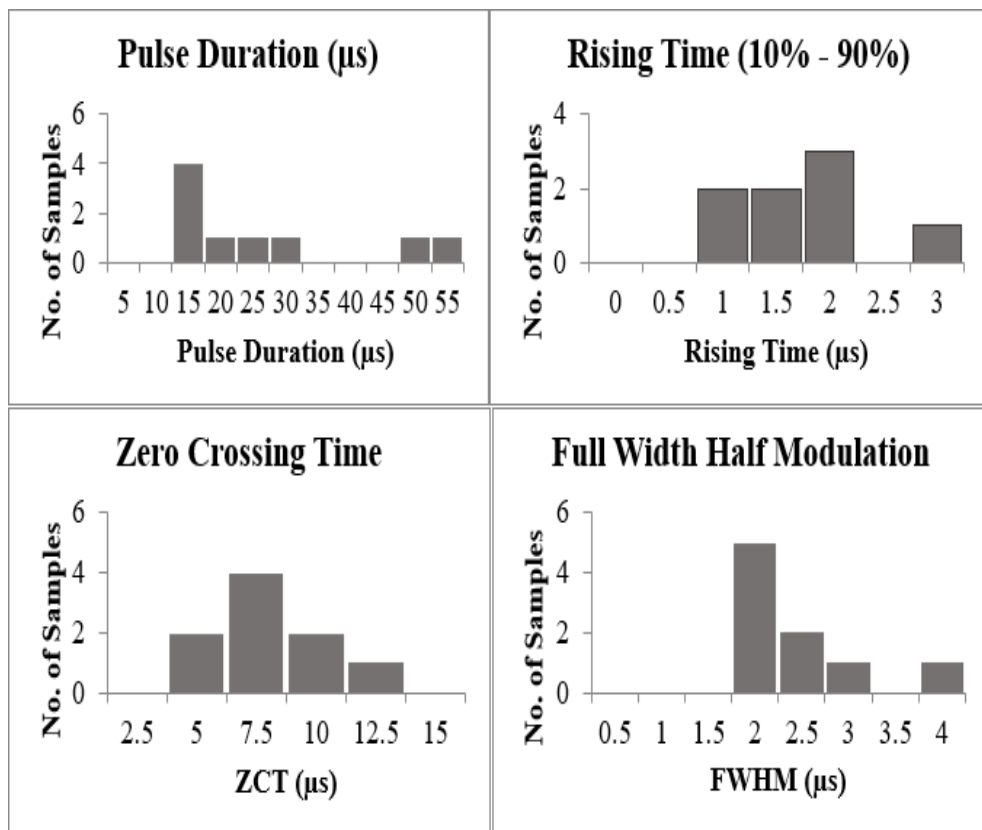 Pulse Duration (µs)
No. of Samples
6
4
2
0
5 10 15 20 25 30 35 40 45 50 55
Pulse Duration (µs)
Rising Time (10% - 90%)
No. of Samples
4
2
0
0 0.5 1 1.5 2 2.5 3
Rising Time (µs)
Zero Crossing Time
No. of Samples
6
4
2
0
2.5 5 7.5 10 12.5 15
ZCT (µs)
Full Width Half Modulation
No. of Samples
6
4
2
0
0.5 1 1.5 2 2.5 3 3.5 4
FWHM (µs)